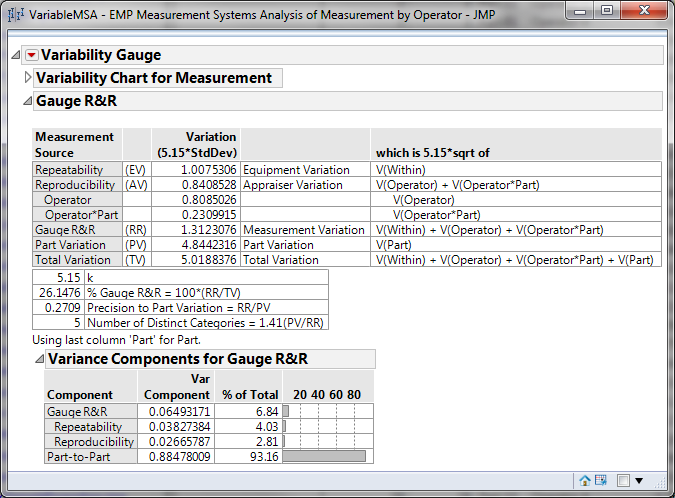 VariableMSA - EMP Measurement Systems Analysis of Measurement by Operator - JMP
Variability Gauge
Variability Chart for Measurement
Gauge R&R
Measurement Source Variation (5.15*StdDev) which is 5.15*sqrt of
Repeatability (EV) 1.0075306 Equipment Variation V(Within)
Reproducibility (AV) 0.8408528 Appraiser Variation V(Operator) + V(Operator*Part)
Operator 0.8085026 V(Operator)
Operator*Part 0.2309915 V(Operator*Part)
Gauge R&R (RR) 1.3123076 Measurement Variation V(Within) + V(Operator) + V(Operator*Part)
Part Variation (PV) 4.8442316 Part Variation V(Part)
Total Variation (TV) 5.0188376 Total Variation V(Within) + V(Operator) + V(Operator*Part) + V(Part)
5.15 k
26.1476 % Gauge R&R = 100*(RR/TV)
0.2709 Precision to Part Variation = RR/PV
5 Number of Distinct Categories = 1.41(PV/RR)
Using last column 'Part' for Part.
Variance Components for Gauge R&R
Component Var Component % of Total 20 40 60 80
Gauge R&R 0.06493171 6.84
Repeatability 0.03827384 4.03
Reproducibility 0.02665787 2.81
Part-to-Part 0.88478009 93.16